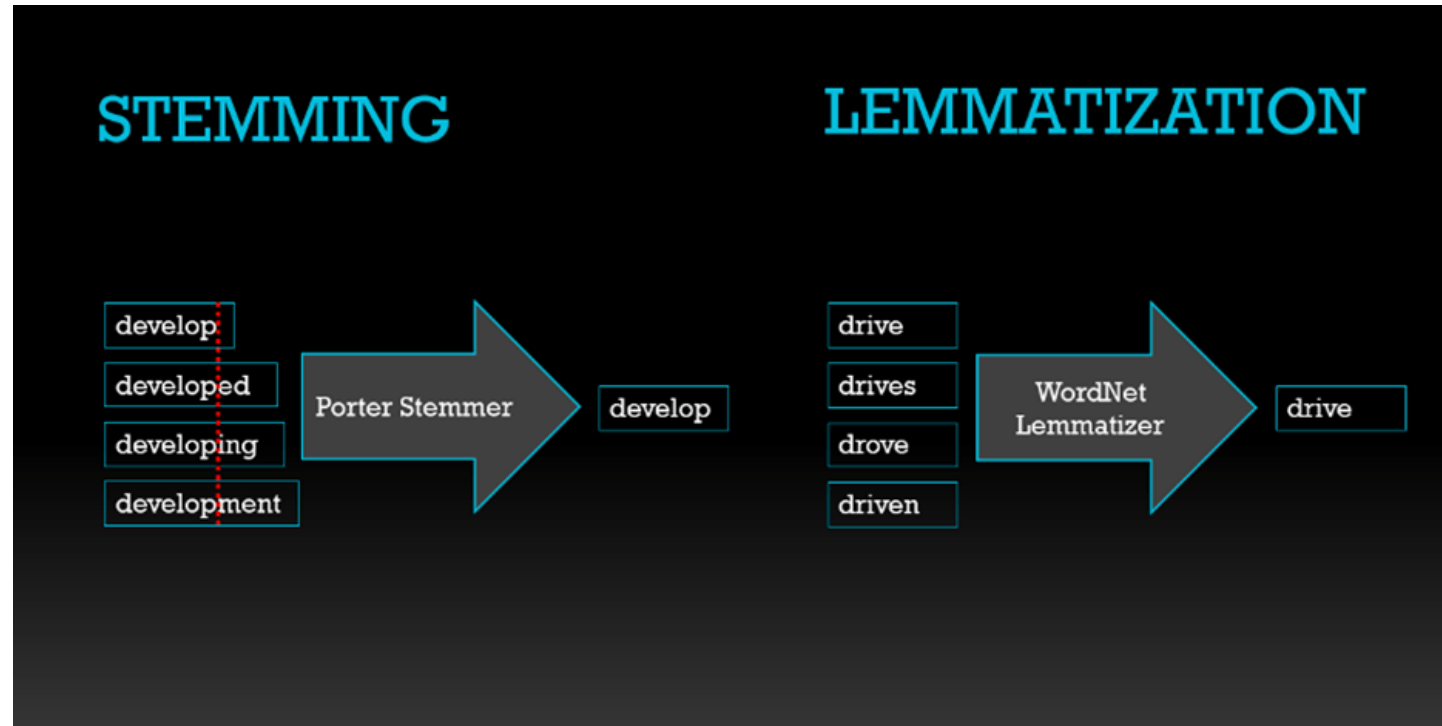 STEMMING
develop
developed
developing
development
Porter Stemmer
develop
LEMMATIZATION
drive
drives
drove
driven
WordNet
Lemmatizer
drive